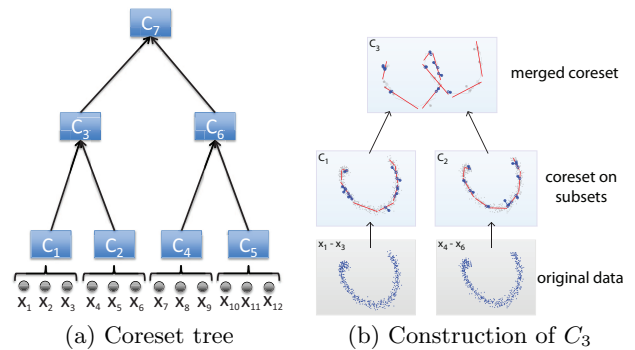 C₇
C₃
C₆
C₁ C₂ C₄ C₅
x₁ x₂ x₃ x₄ x₅ x₆ x₇ x₈ x₉ x₁₀ x₁₁ x₁₂
(a) Coreset tree
C₃
merged coreset
C₁
C₂
coreset on
subsets
x₁ - x₃
x₄ - x₆
original data
(b) Construction of C₃